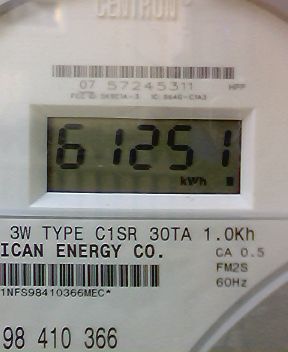 CENTRON
07 57245311 HPF
61251
kWh
3W TYPE C1SR 30TA 1.0Kh
ICAN ENERGY CO.
CA 0.5
FM2S
60Hz
1NFS98410366MEC*
98 410 366